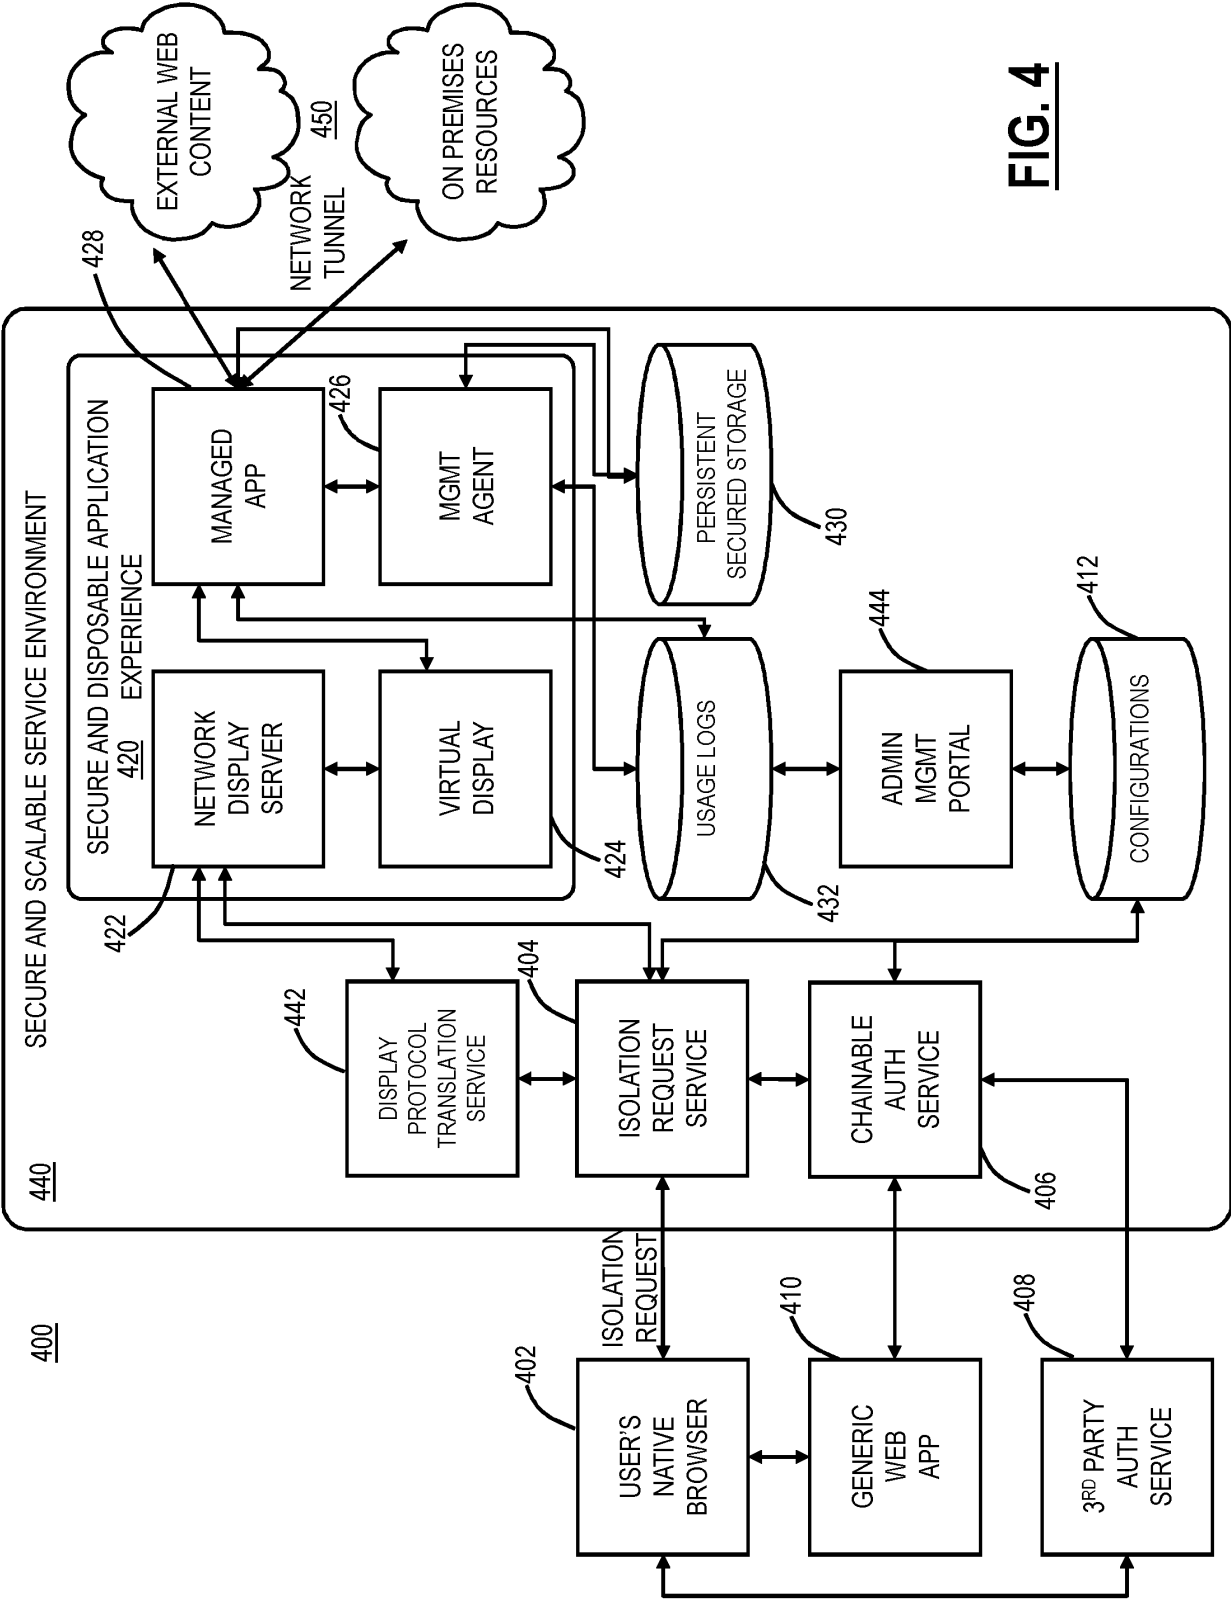 400
440
SECURE AND SCALABLE SERVICE ENVIRONMENT
SECURE AND DISPOSABLE APPLICATION
EXPERIENCE
420
422
NETWORK
DISPLAY
SERVER
MANAGED
APP
428
EXTERNAL WEB
CONTENT
NETWORK
TUNNEL
450
ON PREMISES
RESOURCES
442
DISPLAY
PROTOCOL
TRANSLATION
SERVICE
VIRTUAL
DISPLAY
424
MGMT
AGENT
426
402
USER'S
NATIVE
BROWSER
ISOLATION
REQUEST
404
ISOLATION
REQUEST
SERVICE
USAGE LOGS
432
PERSISTENT
SECURED STORAGE
430
410
GENERIC
WEB
APP
CHAINABLE
AUTH
SERVICE
406
ADMIN
MGMT
PORTAL
444
408
3RD PARTY
AUTH
SERVICE
CONFIGURATIONS
412
FIG. 4